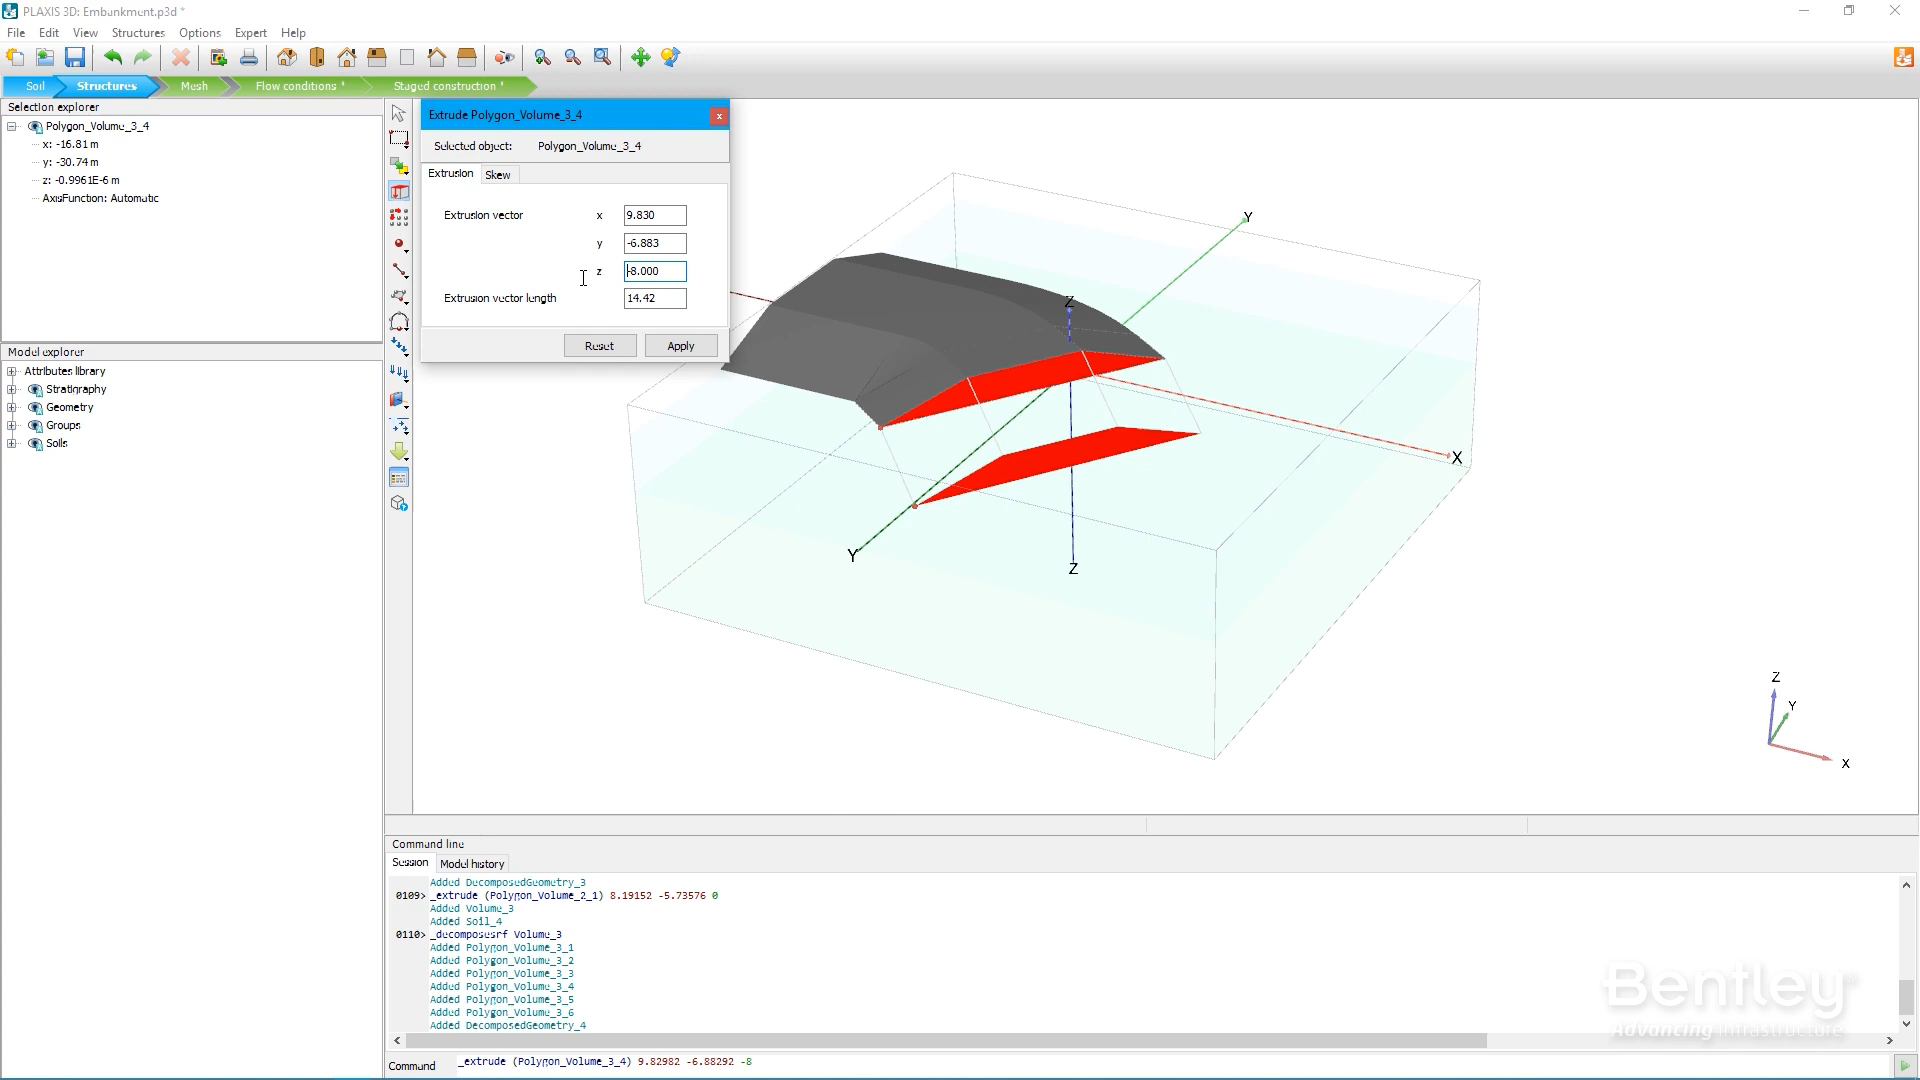 PLAXIS 3D: Embankment.p3d *
File Edit View Structures Options Expert Help
Soil Structures Mesh Flow conditions * Staged construction *
Selection explorer
Polygon_Volume_3_4
x: -16.81 m
y: -30.74 m
z: -0.9961E-6 m
AxisFunction: Automatic
Model explorer
Attributes library
Stratigraphy
Geometry
Groups
Soils
Extrude Polygon_Volume_3_4
x
Selected object: Polygon_Volume_3_4
Extrusion Skew
Extrusion vector x 9.830
y -6.883
z -8.000
Extrusion vector length 14.42
Reset Apply
Y
Z
X
Y
Z
Z
Y
X
Command line
Session Model history
Added DecomposedGeometry_3
0109> _extrude (Polygon_Volume_2_1) 8.19152 -5.73576 0
Added Volume_3
Added Soil_4
0110> _decomposesrf Volume_3
Added Polygon_Volume_3_1
Added Polygon_Volume_3_2
Added Polygon_Volume_3_3
Added Polygon_Volume_3_4
Added Polygon_Volume_3_5
Added Polygon_Volume_3_6
Added DecomposedGeometry_4
Command _extrude (Polygon_Volume_3_4) 9.82982 -6.88292 -8
Bentley
Advancing Infrastructure